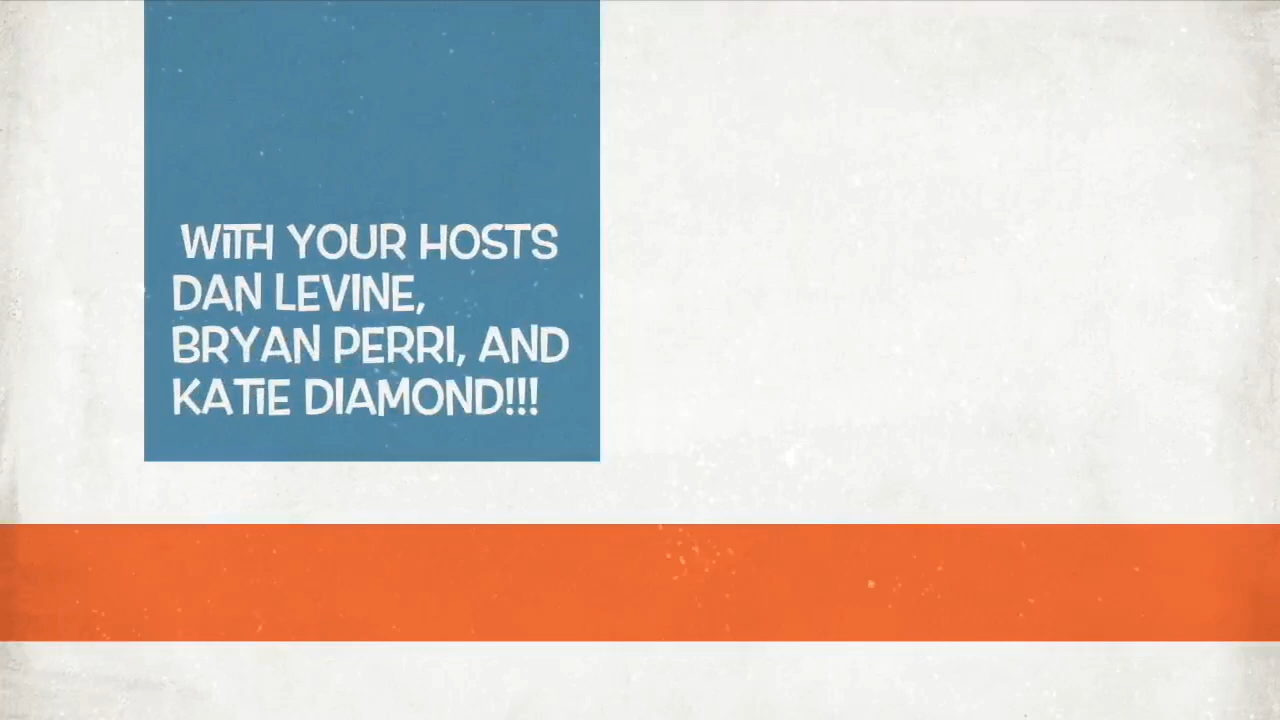 WITH YOUR HOSTS
DAN LEVINE,
BRYAN PERRI, AND
KATIE DIAMOND!!!